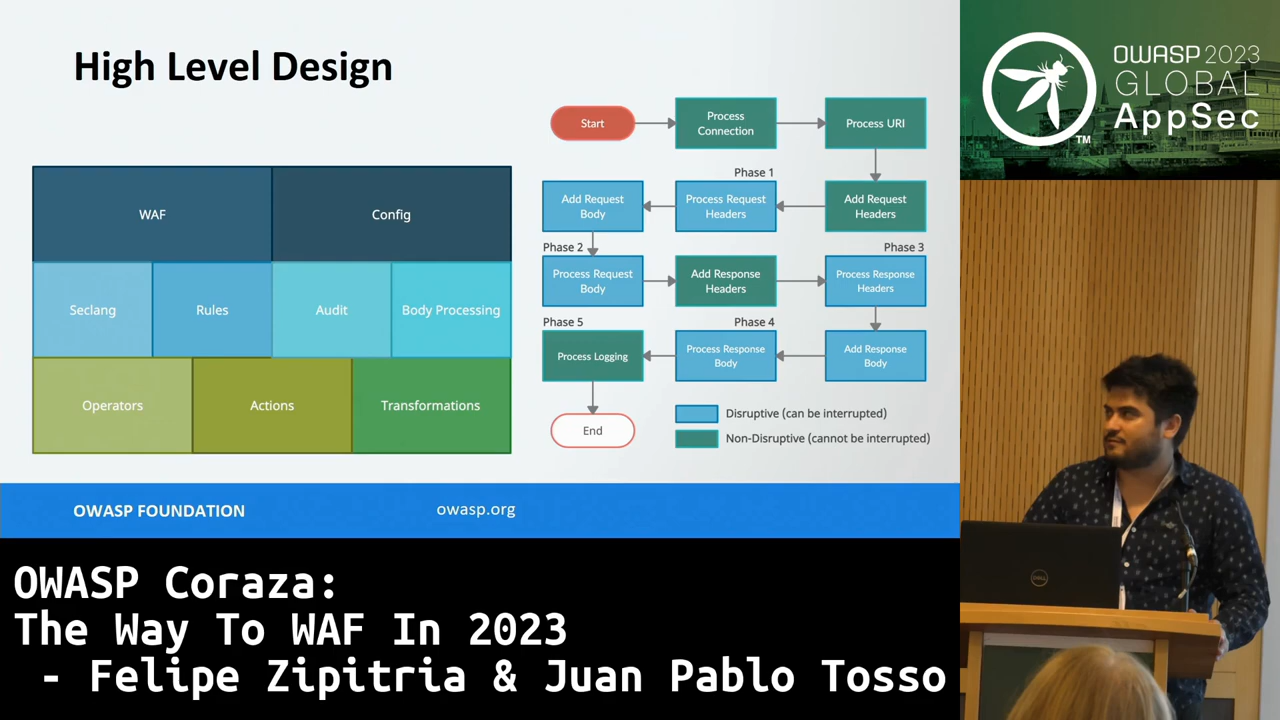 High Level Design
WAF
Config
Seclang
Rules
Audit
Body Processing
Operators
Actions
Transformations
Start
Process
Connection
Process URI
Phase 1
Add Request
Body
Process Request
Headers
Add Request
Headers
Phase 2
Phase 3
Process Request
Body
Add Response
Headers
Process Response
Headers
Phase 5
Phase 4
Process Logging
Process Response
Body
Add Response
Body
End
Disruptive (can be interrupted)
Non-Disruptive (cannot be interrupted)
OWASP FOUNDATION
owasp.org
OWASP 2023
GLOBAL
AppSec
TM
DELL
OWASP Coraza:
The Way To WAF In 2023
- Felipe Zipitria & Juan Pablo Tosso